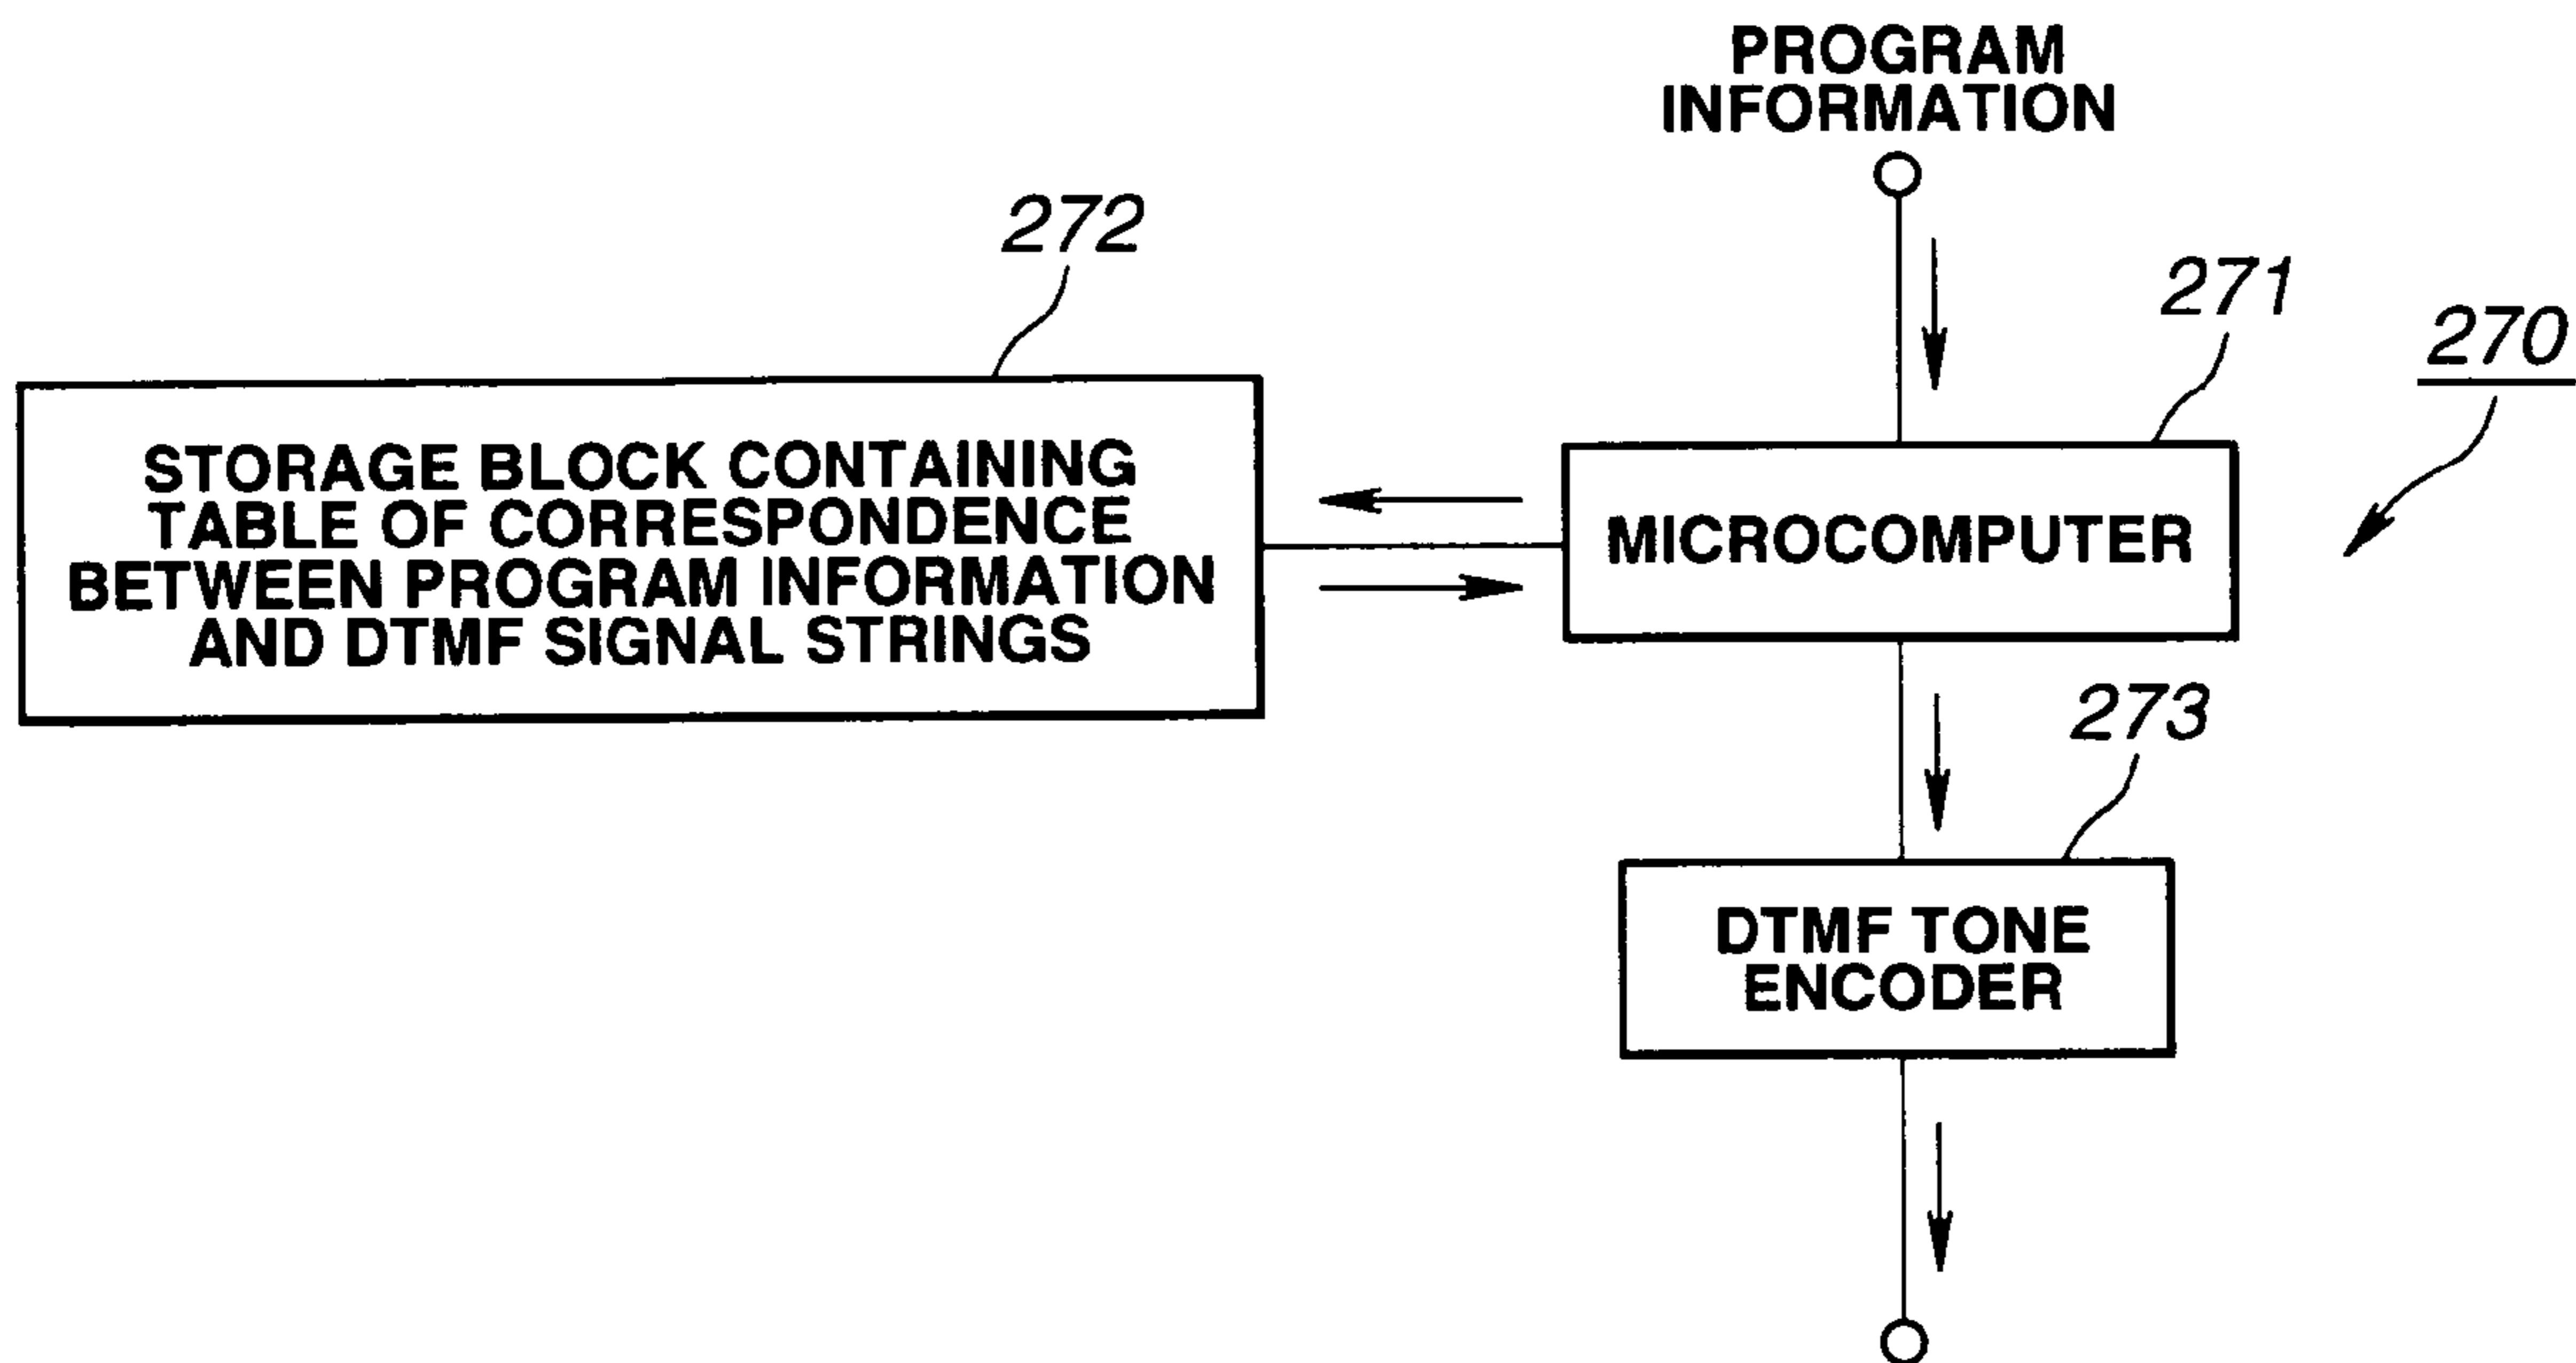 PROGRAM
INFORMATION
272
271
270
STORAGE BLOCK CONTAINING
TABLE OF CORRESPONDENCE
BETWEEN PROGRAM INFORMATION
AND DTMF SIGNAL STRINGS
MICROCOMPUTER
273
DTMF TONE
ENCODER